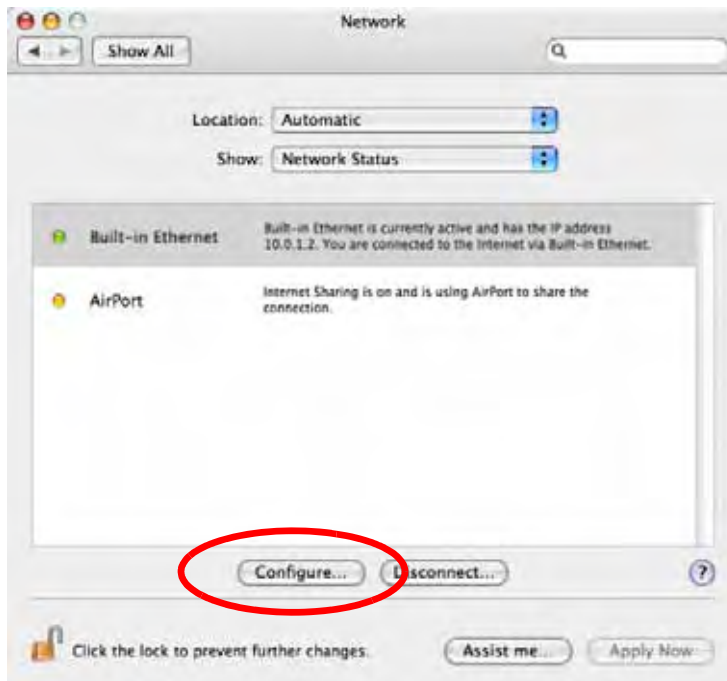 Network
Show All
Location: Automatic
Show: Network Status
Built-in Ethernet
Built-in Ethernet is currently active and has the IP address
10.0.1.2. You are connected to the Internet via Built-in Ethernet.
AirPort
Internet Sharing is on and is using AirPort to share the
connection.
Configure...
Disconnect...
?
Click the lock to prevent further changes.
Assist me...
Apply Now